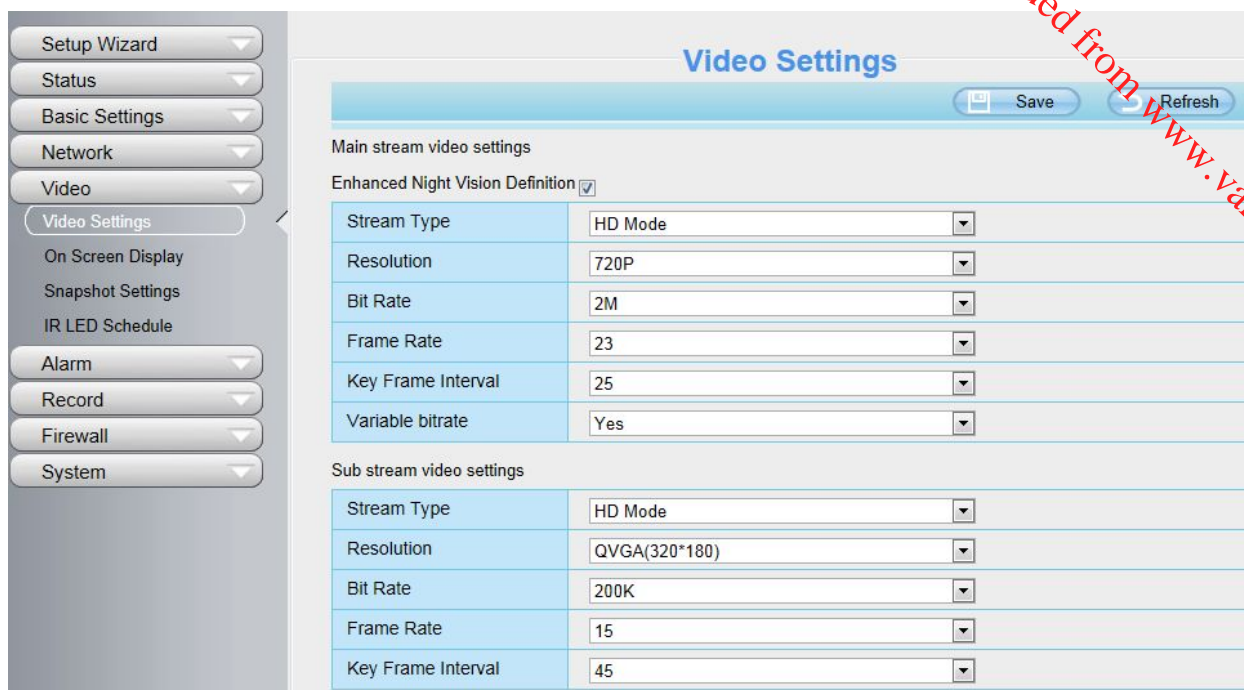 Setup Wizard
Status
Basic Settings
Network
Video
Video Settings
On Screen Display
Snapshot Settings
IR LED Schedule
Alarm
Record
Firewall
System
Video Settings
Save
Refresh
Main stream video settings
Enhanced Night Vision Definition
Stream Type HD Mode
Resolution 720P
Bit Rate 2M
Frame Rate 23
Key Frame Interval 25
Variable bitrate Yes
Sub stream video settings
Stream Type HD Mode
Resolution QVGA(320*180)
Bit Rate 200K
Frame Rate 15
Key Frame Interval 45
from